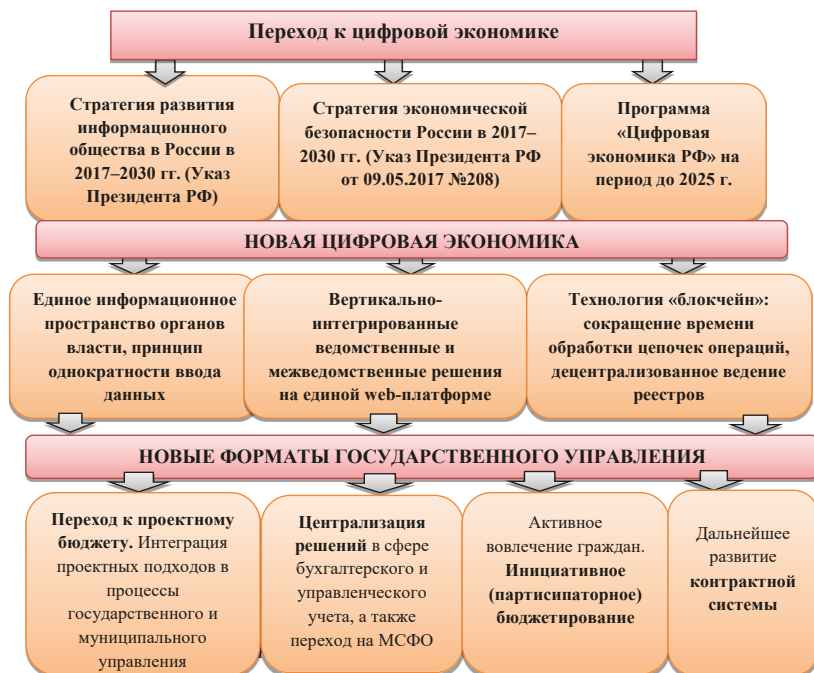 Переход к цифровой экономике
Стратегия развития
информационного
общества в России в
2017–2030 гг. (Указ
Президента РФ)
Стратегия экономической
безопасности России в 2017–
2030 гг. (Указ Президента РФ
от 09.05.2017 №208)
Программа
«Цифровая
экономика РФ» на
период до 2025 г.
НОВАЯ ЦИФРОВАЯ ЭКОНОМИКА
Единое информационное
пространство органов
власти, принцип
однократности ввода
данных
Вертикально-
интегрированные
ведомственные и
межведомственные решения
на единой web-платформе
Технология «блокчейн»:
сокращение времени
обработки цепочек операций,
децентрализованное ведение
реестров
НОВЫЕ ФОРМАТЫ ГОСУДАРСТВЕННОГО УПРАВЛЕНИЯ
Переход к проектному
бюджету. Интеграция
проектных подходов в
процессы
государственного и
муниципального
управления
Централизация
решений в сфере
бухгалтерского и
управленческого
учета, а также
переход на МСФО
Активное
вовлечение граждан.
Инициативное
(партисипаторное)
бюджетирование
Дальнейшее
развитие
контрактной
системы